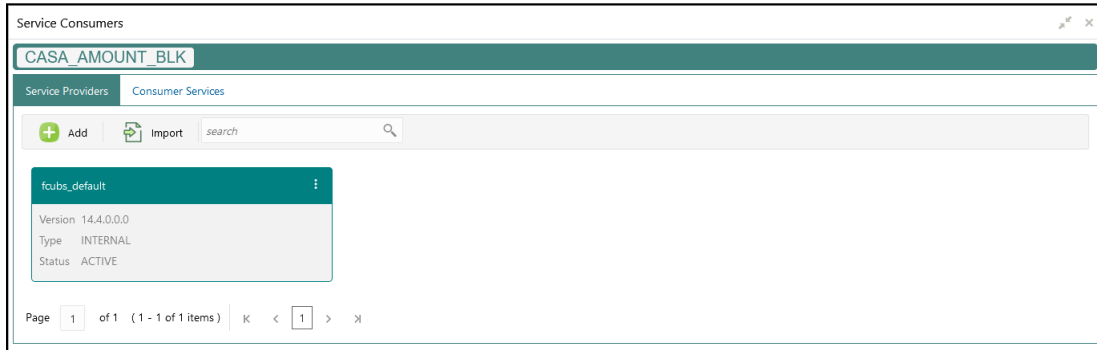 Service Consumers
CASA_AMOUNT_BLK
Service Providers Consumer Services
Add Import search
fcubs_default
Version 14.4.0.0.0
Type INTERNAL
Status ACTIVE
Page 1 of 1 ( 1 - 1 of 1 items ) 1